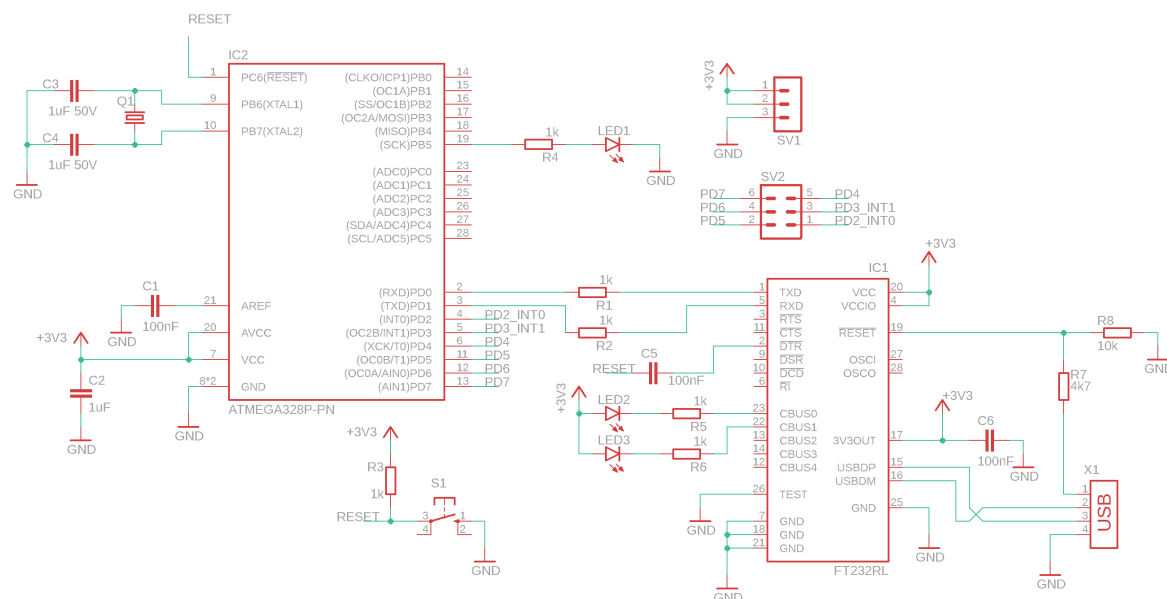 RESET
IC2
1 PC6(RESET)
9 PB6(XTAL1)
10 PB7(XTAL2)
21 AREF
20 AVCC
7 VCC
8*2 GND
(CLKO/ICP1)PB0 14
(OC1A)PB1 15
(SS/OC1B)PB2 16
(OC2A/MOSI)PB3 17
(MISO)PB4 18
(SCK)PB5 19
(ADC0)PC0 23
(ADC1)PC1 24
(ADC2)PC2 25
(ADC3)PC3 26
(SDA/ADC4)PC4 27
(SCL/ADC5)PC5 28
(RXD)PD0 2
(TXD)PD1 3
(INT0)PD2 4 PD2_INT0
(OC2B/INT1)PD3 5 PD3_INT1
(XCK/T0)PD4 6 PD4
(OC0B/T1)PD5 11 PD5
(OC0A/AIN0)PD6 12 PD6
(AIN1)PD7 13 PD7
ATMEGA328P-PN
C3
1uF 50V
Q1
C4
1uF 50V
GND
C1
100nF
GND
+3V3
C2
1uF
GND
GND
1k
R4
LED1
GND
+3V3
1
2
3
GND
SV1
SV2
PD7 6 5 PD4
PD6 4 3 PD3_INT1
PD5 2 1 PD2_INT0
1k
R1
1k
R2
C5
RESET
100nF
+3V3
LED2
1k
R5
LED3
1k
R6
+3V3
R3
1k
RESET
S1
3 1
4 2
GND
IC1
1 TXD
5 RXD
3 RTS
11 CTS
2 DTR
9 DSR
10 DCD
6 RI
23 CBUS0
22 CBUS1
13 CBUS2
14 CBUS3
12 CBUS4
26 TEST
7 GND
18 GND
21 GND
VCC 20
VCCIO 4
RESET 19
OSCI 27
OSCO 28
3V3OUT 17
USBDP 15
USBDM 16
GND 25
FT232RL
GND
GND
+3V3
R8
10k
GND
R7
4k7
+3V3
C6
100nF
GND
GND
X1
1
2
3
4
USB
GND